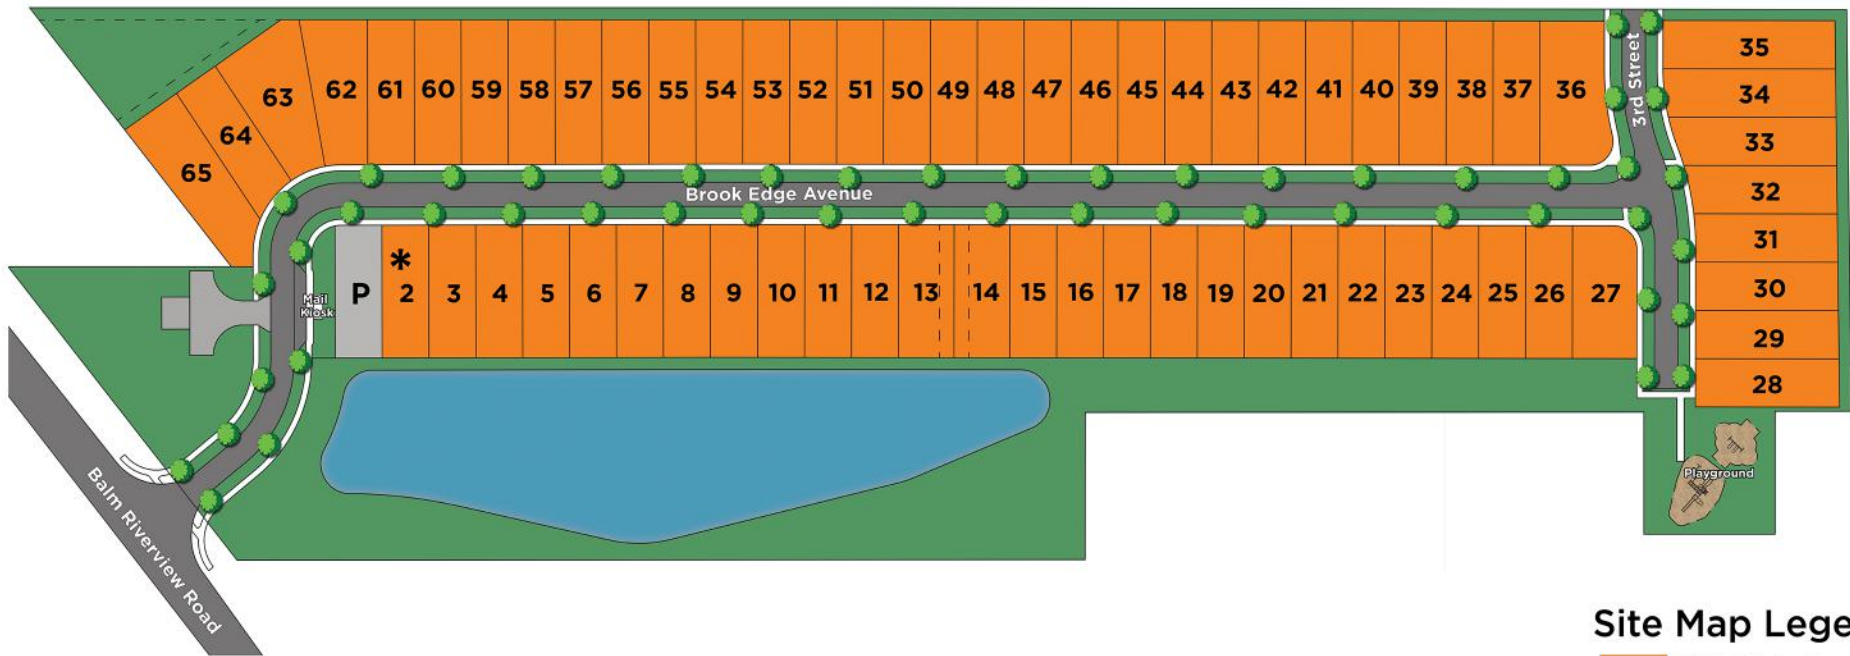 62 61 60 59 58 57 56 55 54 53 52 51 50 49 48 47 46 45 44 43 42 41 40 39 38 37 36
63
64
65
3rd Street
35
34
33
32
31
30
29
28
Brook Edge Avenue
Mail
Kiosk
P
*
2 3 4 5 6 7 8 9 10 11 12 13 14 15 16 17 18 19 20 21 22 23 24 25 26 27
Playground
Balm Riverview Road
Site Map Lege